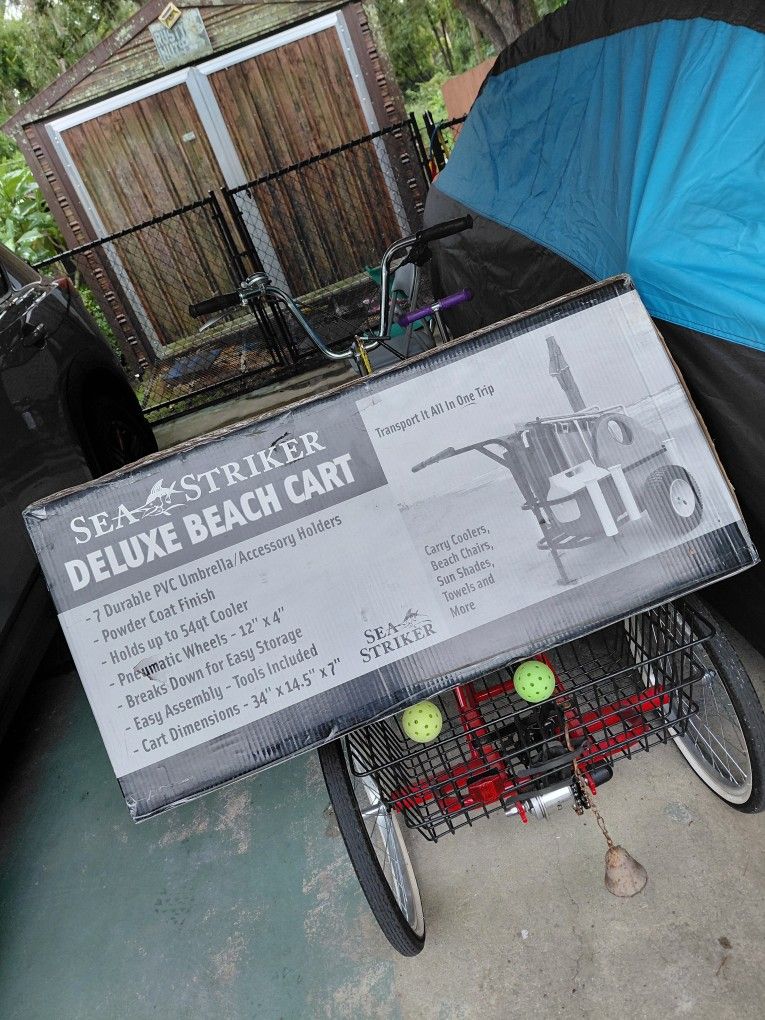 SEA STRIKER
DELUXE BEACH CART
- 7 Durable PVC Umbrella/Accessory Holders
- Powder Coat Finish
- Holds up to 54qt Cooler
- Pneumatic Wheels - 12" x 4"
- Breaks Down for Easy Storage
- Easy Assembly - Tools Included
- Cart Dimensions - 34" x 14.5" x 7"
SEA
STRIKER
Transport It All In One Trip
Carry Coolers,
Beach Chairs,
Sun Shades,
Towels and
More